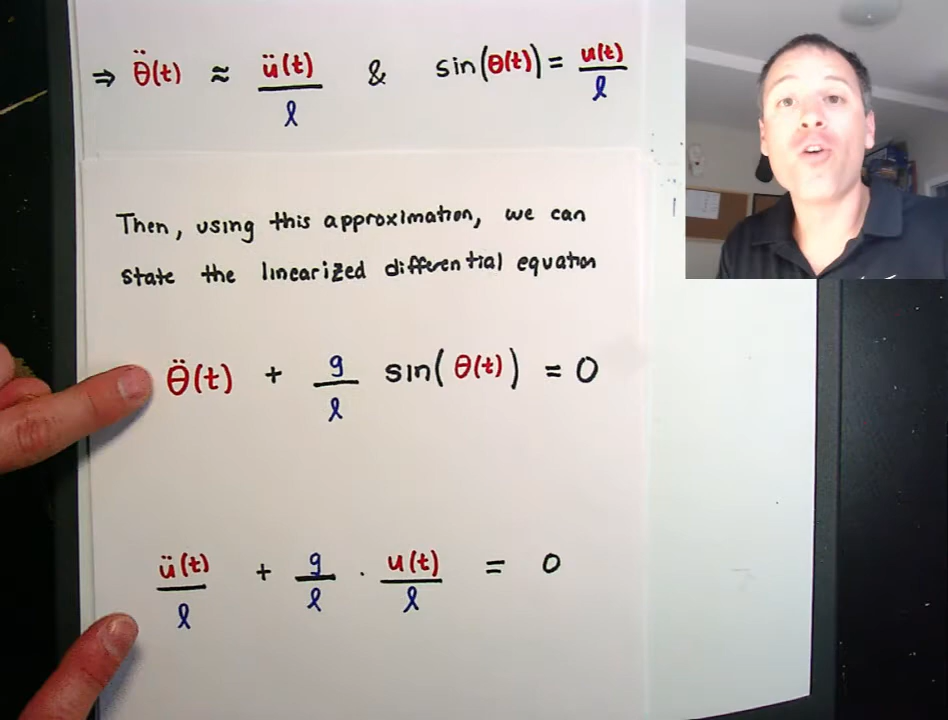 ⇒ θ̈(t) ≈ ü(t)/l & sin(θ(t)) = u(t)/l
Then, using this approximation, we can
state the linearized differential equation
θ̈(t) + g/l sin(θ(t)) = 0
ü(t)/l + g/l · u(t)/l = 0